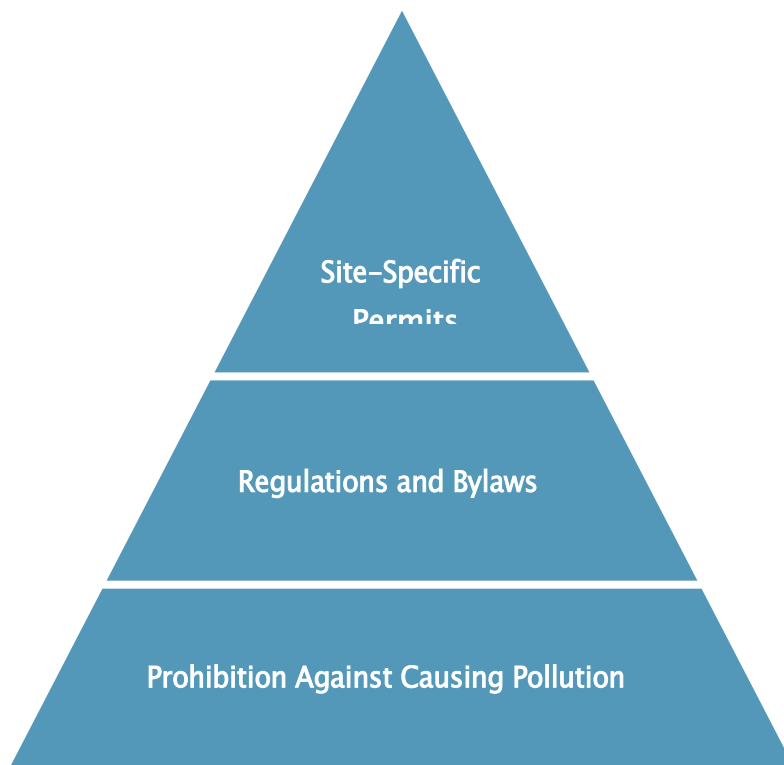 Site-Specific
Permits
Regulations and Bylaws
Prohibition Against Causing Pollution